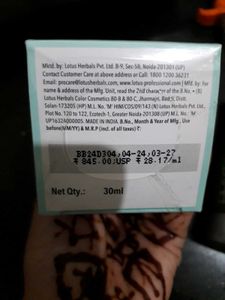 Mktd. by: Lotus Herbals Pvt. Ltd. B-9, Sec-58, Noida-201301 (UP)
Contact Customer Care at above address or Call: 1800 1200 36231
Email: procare@lotusherbals.com, www.lotus-professional.com | Mfg. by: For
name & address of the Mfg. Unit, read the 2nd character of the B.No. • (B)
Lotus Herbals Color Cosmetics 80 B & 80 C, Jharmajri, Baddi, Distt.
Solan-173205 (HP) M.L. No.: 'M' HIM/COS/09/143 (D) Lotus Herbals Pvt. Ltd.,
Plot No. 120 to 122, Ecotech-1, Greater Noida 201308 (UP) M.L. No.: 'M'
UP16324000005. MADE IN INDIA. B.No., Month & Year of Mfg., Use
before(M/M/YY) & M.R.P (incl. of all taxes) ₹:
BB24D304,04-24,03-27
₹ 845.00:USP ₹ 28.17/ml
Net Qty.: 30ml